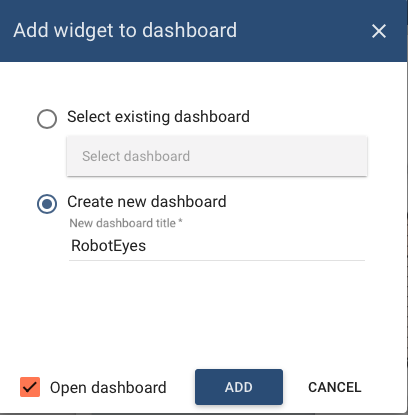 Add widget to dashboard
Select existing dashboard
Select dashboard
Create new dashboard
New dashboard title *
RobotEyes
Open dashboard ADD CANCEL